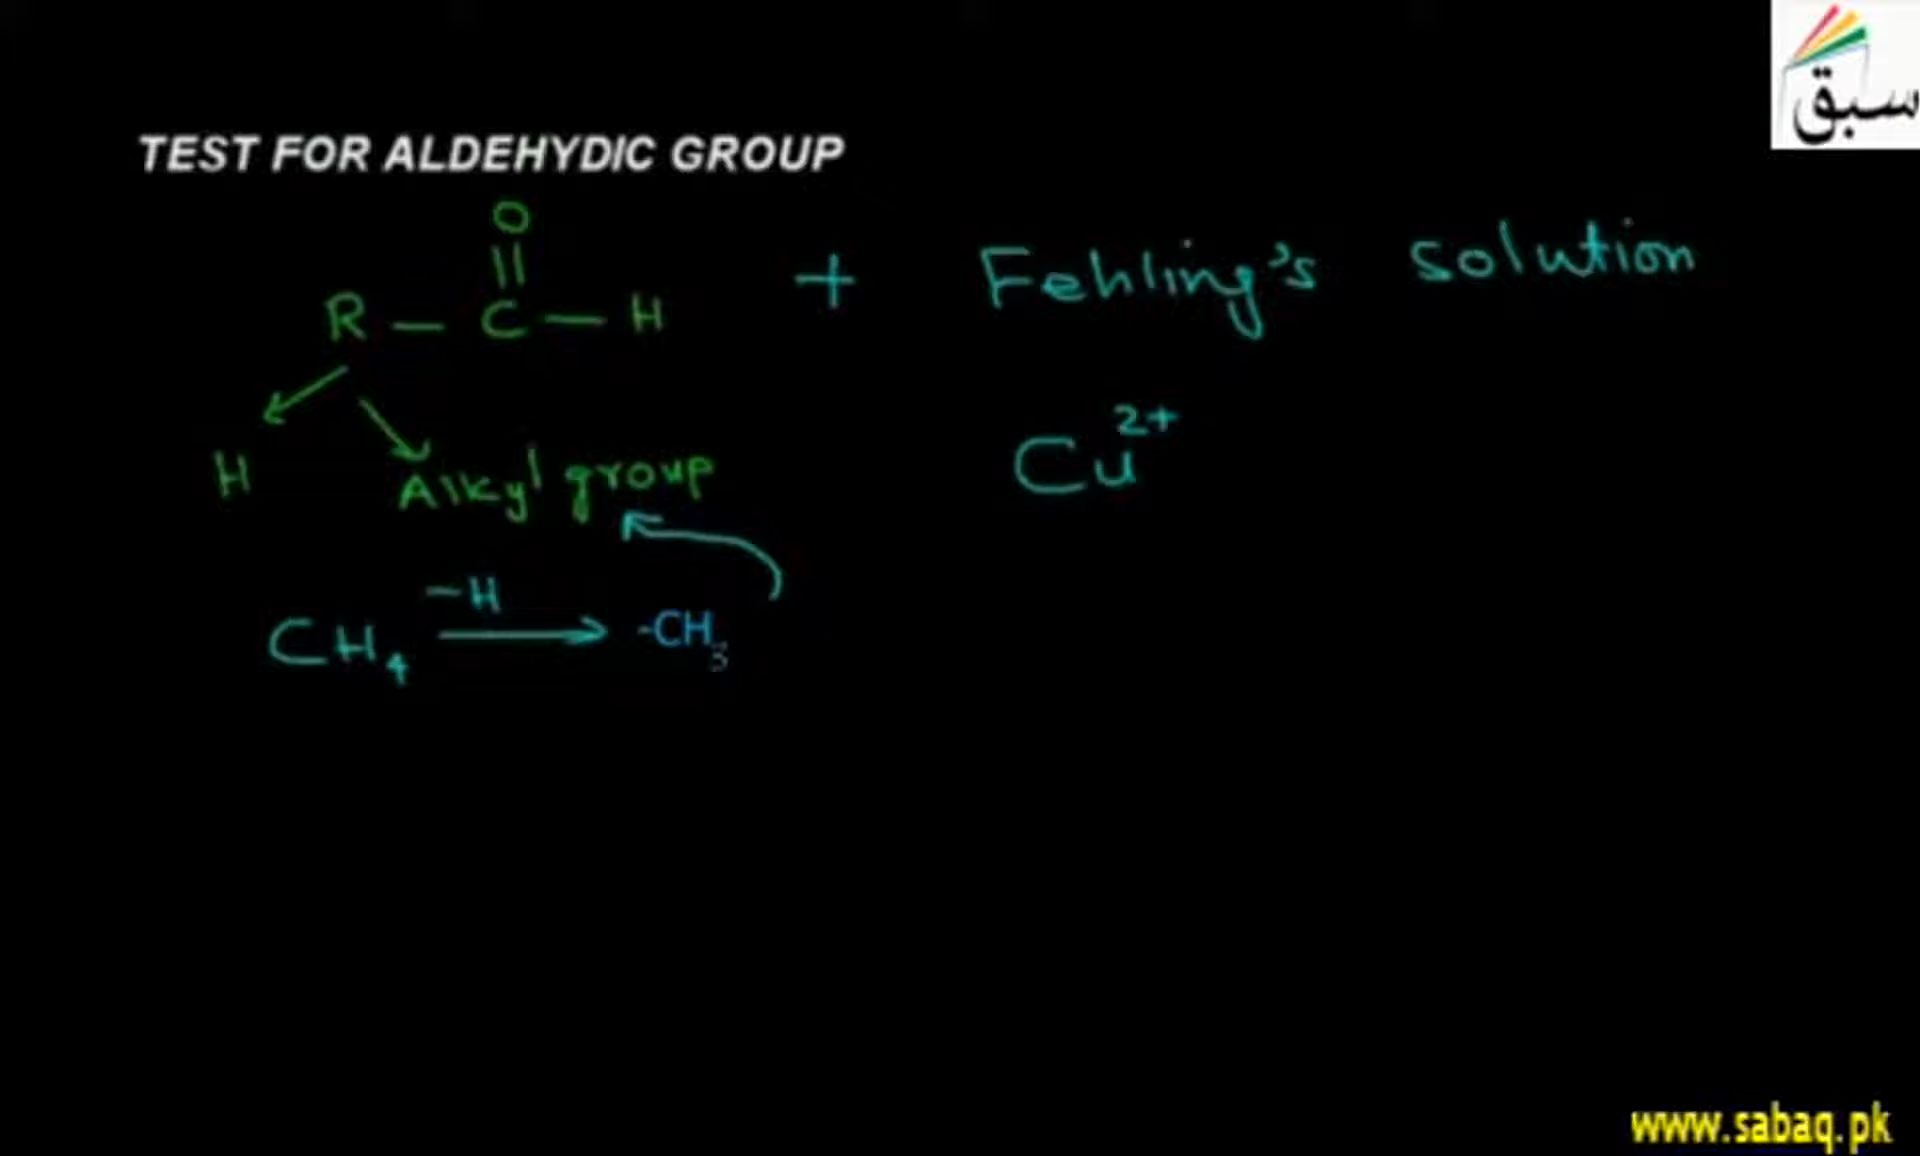 سبق
TEST FOR ALDEHYDIC GROUP
O
||
R — C — H + Fehling's solution
H Alkyl group
Cu²⁺
CH₄ —H → -CH₃
www.sabaq.pk